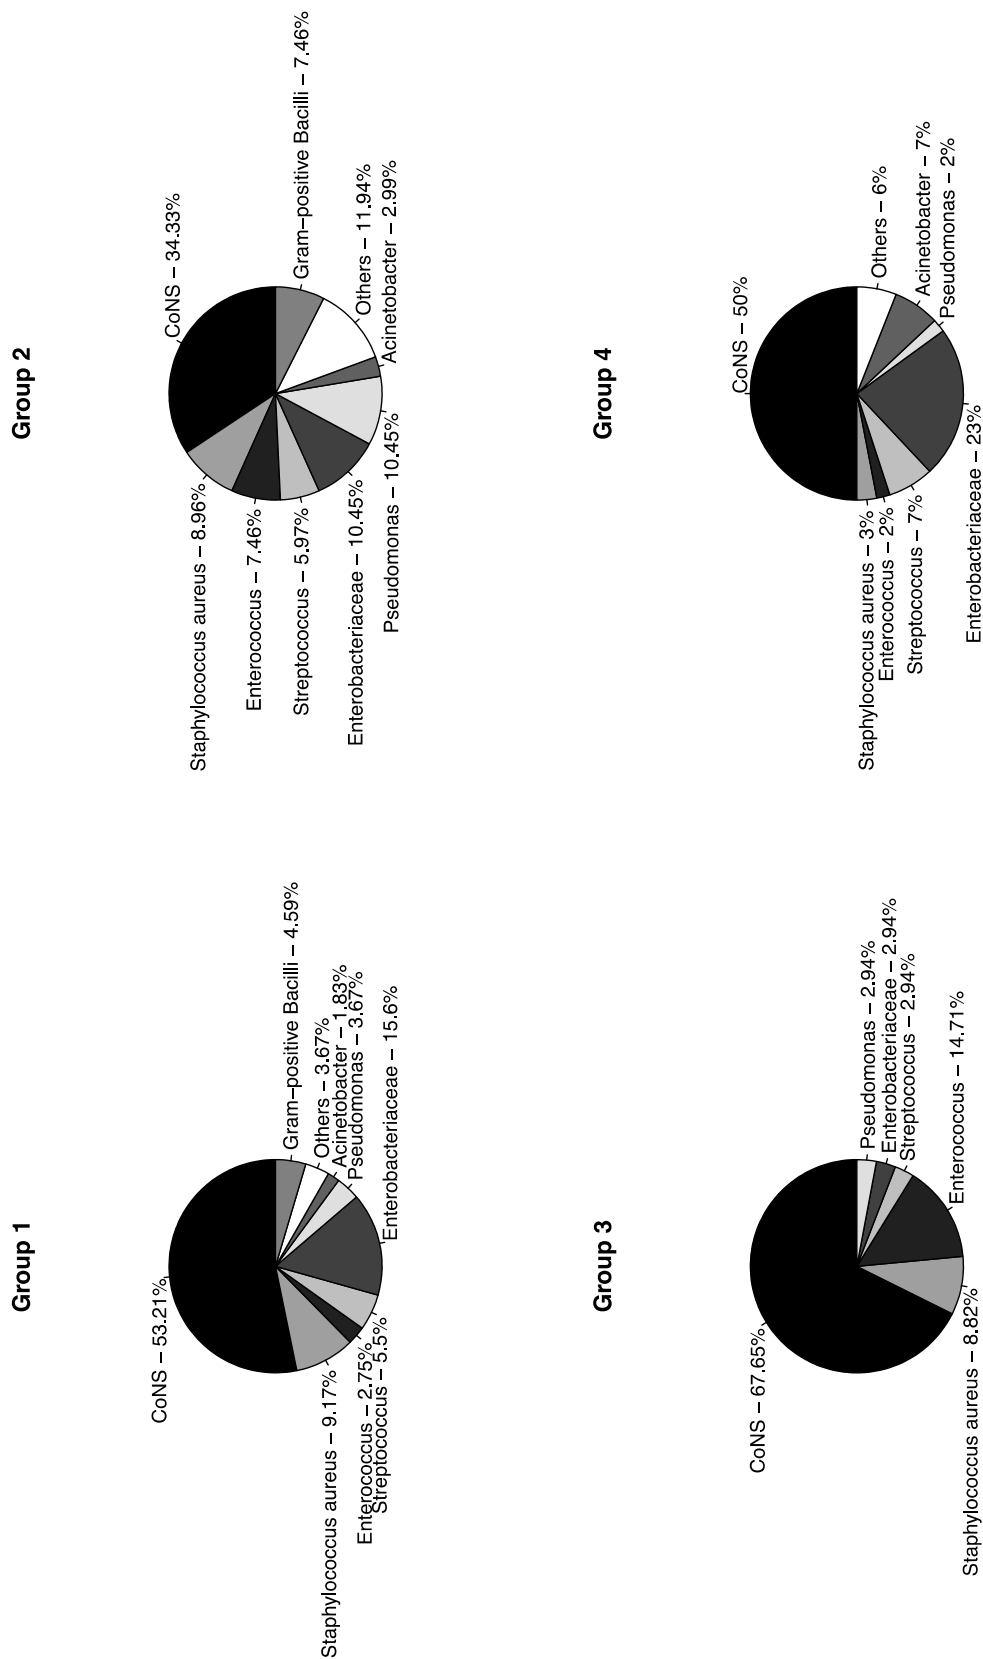 Group 1
CoNS – 53.21%
Staphylococcus aureus – 9.17%
Enterococcus – 2.75%
Streptococcus – 5.5%
Enterobacteriaceae – 15.6%
Pseudomonas – 3.67%
Acinetobacter – 1.83%
Others – 3.67%
Gram–positive Bacilli – 4.59%
Group 2
CoNS – 34.33%
Staphylococcus aureus – 8.96%
Enterococcus – 7.46%
Streptococcus – 5.97%
Enterobacteriaceae – 10.45%
Pseudomonas – 10.45%
Acinetobacter – 2.99%
Others – 11.94%
Gram–positive Bacilli – 7.46%
Group 3
CoNS – 67.65%
Staphylococcus aureus – 8.82%
Enterococcus – 14.71%
Streptococcus – 2.94%
Enterobacteriaceae – 2.94%
Pseudomonas – 2.94%
Group 4
CoNS – 50%
Staphylococcus aureus – 3%
Enterococcus – 2%
Streptococcus – 7%
Enterobacteriaceae – 23%
Pseudomonas – 2%
Acinetobacter – 7%
Others – 6%